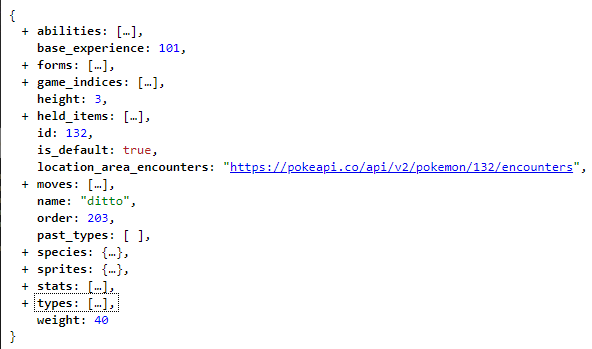 {
+ abilities: […],
base_experience: 101,
+ forms: […],
+ game_indices: […],
height: 3,
+ held_items: […],
id: 132,
is_default: true,
location_area_encounters: "https://pokeapi.co/api/v2/pokemon/132/encounters",
+ moves: […],
name: "ditto",
order: 203,
past_types: [ ],
+ species: {…},
+ sprites: {…},
+ stats: […],
+ types: […],
weight: 40
}